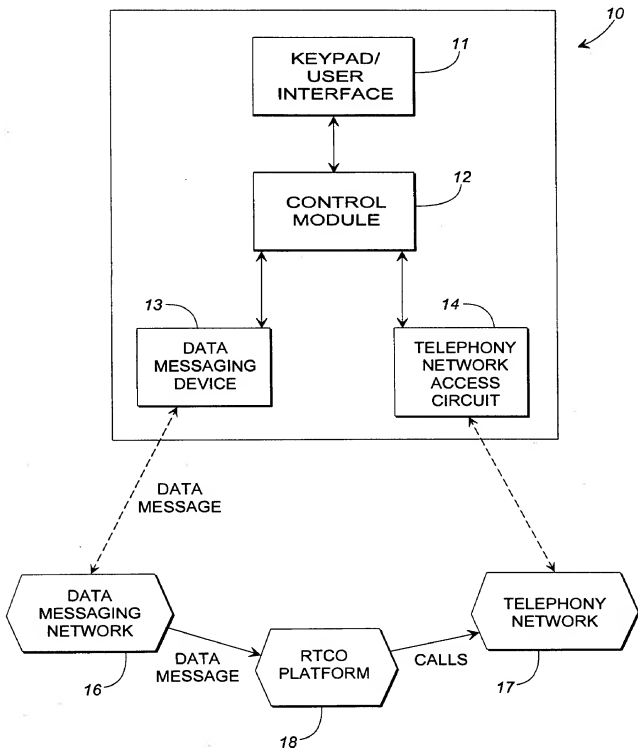 10
11
KEYPAD/
USER
INTERFACE
12
CONTROL
MODULE
13
DATA
MESSAGING
DEVICE
14
TELEPHONY
NETWORK
ACCESS
CIRCUIT
DATA
MESSAGE
DATA
MESSAGING
NETWORK
16
DATA
MESSAGE
RTCO
PLATFORM
18
CALLS
TELEPHONY
NETWORK
17